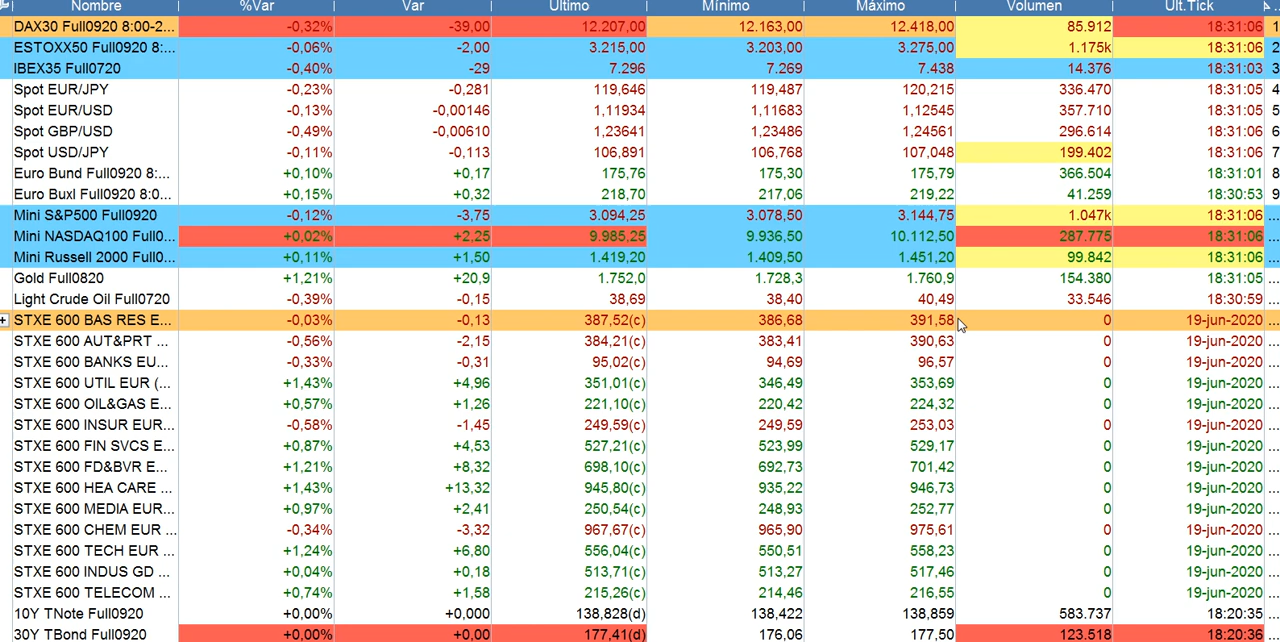 Nombre %Var Var Último Mínimo Máximo Volumen Últ.Tick
DAX30 Full0920 8:00-2... -0,32% -39,00 12.207,00 12.163,00 12.418,00 85.912 18:31:06 1
ESTOXX50 Full0920 8:... -0,06% -2,00 3.215,00 3.203,00 3.275,00 1.175k 18:31:06 2
IBEX35 Full0720 -0,40% -29 7.296 7.269 7.438 14.376 18:31:03 3
Spot EUR/JPY -0,23% -0,281 119,646 119,487 120,215 336.470 18:31:05 4
Spot EUR/USD -0,13% -0,00146 1,11934 1,11683 1,12545 357.710 18:31:05 5
Spot GBP/USD -0,49% -0,00610 1,23641 1,23486 1,24561 296.614 18:31:06 6
Spot USD/JPY -0,11% -0,113 106,891 106,768 107,048 199.402 18:31:06 7
Euro Bund Full0920 8:... +0,10% +0,17 175,76 175,30 175,79 366.504 18:31:01 8
Euro Buxl Full0920 8:0... +0,15% +0,32 218,70 217,06 219,22 41.259 18:30:53 9
Mini S&P500 Full0920 -0,12% -3,75 3.094,25 3.078,50 3.144,75 1.047k 18:31:06 ...
Mini NASDAQ100 Full0... +0,02% +2,25 9.985,25 9.936,50 10.112,50 287.775 18:31:06 ...
Mini Russell 2000 Full0... +0,11% +1,50 1.419,20 1.409,50 1.451,20 99.842 18:31:06 ...
Gold Full0820 +1,21% +20,9 1.752,0 1.728,3 1.760,9 154.380 18:31:05 ...
Light Crude Oil Full0720 -0,39% -0,15 38,69 38,40 40,49 33.546 18:30:59 ...
+ STXE 600 BAS RES E... -0,03% -0,13 387,52(c) 386,68 391,58 0 19-jun-2020 ...
STXE 600 AUT&PRT ... -0,56% -2,15 384,21(c) 383,41 390,63 0 19-jun-2020 ...
STXE 600 BANKS EU... -0,33% -0,31 95,02(c) 94,69 96,57 0 19-jun-2020 ...
STXE 600 UTIL EUR (... +1,43% +4,96 351,01(c) 346,49 353,69 0 19-jun-2020 ...
STXE 600 OIL&GAS E... +0,57% +1,26 221,10(c) 220,42 224,32 0 19-jun-2020 ...
STXE 600 INSUR EUR... -0,58% -1,45 249,59(c) 249,59 253,03 0 19-jun-2020 ...
STXE 600 FIN SVCS E... +0,87% +4,53 527,21(c) 523,99 529,17 0 19-jun-2020 ...
STXE 600 FD&BVR E... +1,21% +8,32 698,10(c) 692,73 701,42 0 19-jun-2020 ...
STXE 600 HEA CARE ... +1,43% +13,32 945,80(c) 935,22 946,73 0 19-jun-2020 ...
STXE 600 MEDIA EUR... +0,97% +2,41 250,54(c) 248,93 252,77 0 19-jun-2020 ...
STXE 600 CHEM EUR ... -0,34% -3,32 967,67(c) 965,90 975,61 0 19-jun-2020 ...
STXE 600 TECH EUR ... +1,24% +6,80 556,04(c) 550,51 558,23 0 19-jun-2020 ...
STXE 600 INDUS GD ... +0,04% +0,18 513,71(c) 513,27 517,46 0 19-jun-2020 ...
STXE 600 TELECOM ... +0,74% +1,58 215,26(c) 214,46 216,55 0 19-jun-2020 ...
10Y TNote Full0920 +0,00% +0,000 138,828(d) 138,422 138,859 583.737 18:20:35 ...
30Y TBond Full0920 +0,00% +0,00 177,41(d) 176,06 177,50 123.518 18:20:36 ...